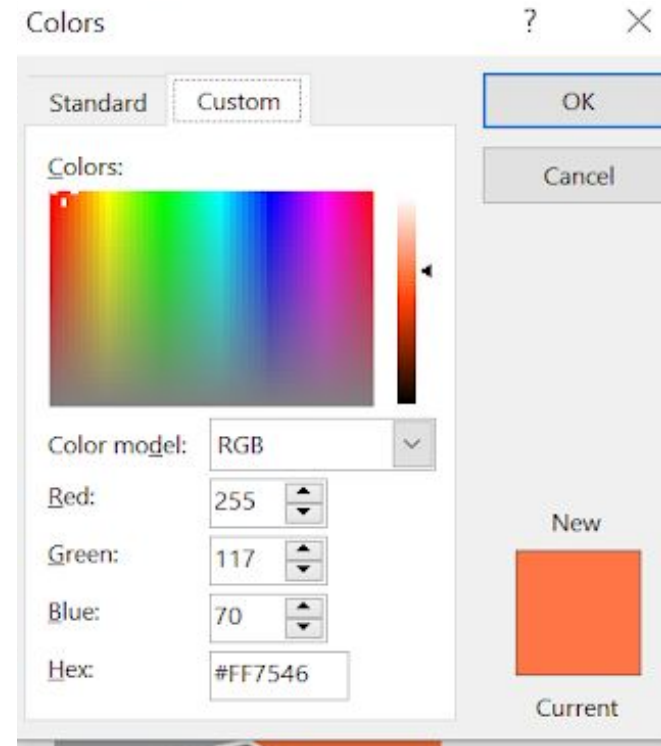 Colors ?
Standard Custom
OK
Colors:
Cancel
Color model: RGB
Red: 255
Green: 117
Blue: 70
Hex: #FF7546
New
Current